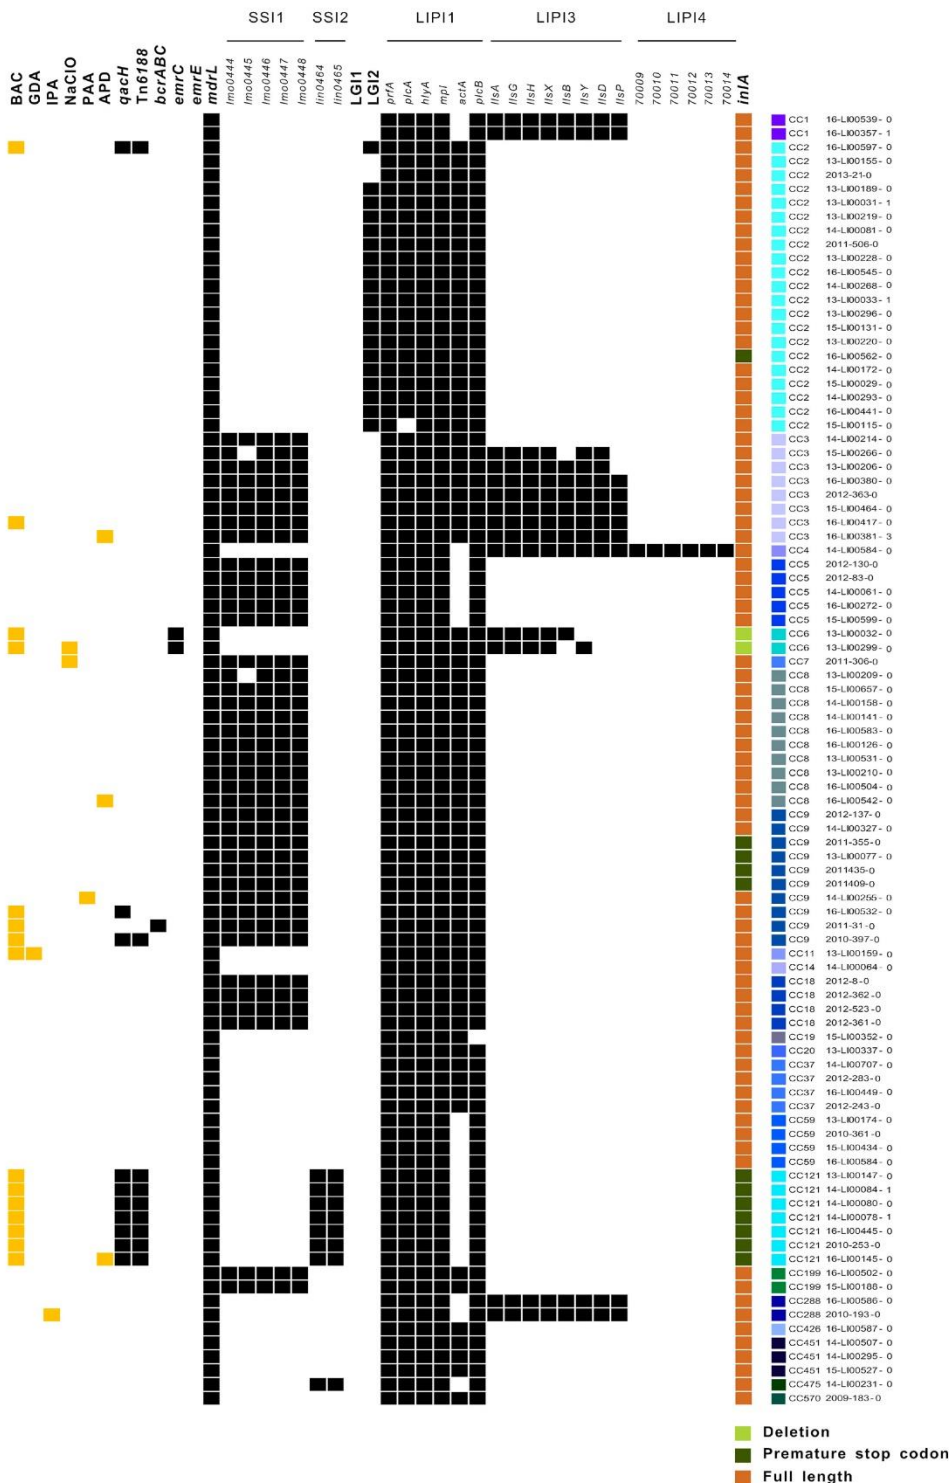 SSI1 SSI2 LIPI1 LIPI3 LIPI4
BAC GDA IPA NaClO PAA APD qacH Tn6188 bcrABC emrC emrE mdrL lmo0444 lmo0445 lmo0446 lmo0447 lmo0448 lin0464 lin0465 LGI1 LGI2 prfA plcA hlyA mpl actA plcB llsA llsG llsH llsX llsB llsY llsD llsP 70009 70010 70011 70012 70013 70014 inlA
CC1 16-LI00539- 0
CC1 16-LI00357- 1
CC2 16-LI00597- 0
CC2 13-LI00155- 0
CC2 2013-21-0
CC2 13-LI00189- 0
CC2 13-LI00031- 1
CC2 13-LI00219- 0
CC2 14-LI00081- 0
CC2 2011-506-0
CC2 13-LI00228- 0
CC2 16-LI00545- 0
CC2 14-LI00268- 0
CC2 13-LI00033- 1
CC2 13-LI00296- 0
CC2 15-LI00131- 0
CC2 13-LI00220- 0
CC2 16-LI00562- 0
CC2 14-LI00172- 0
CC2 15-LI00029- 0
CC2 14-LI00293- 0
CC2 16-LI00441- 0
CC2 15-LI00115- 0
CC3 14-LI00214- 0
CC3 15-LI00266- 0
CC3 13-LI00206- 0
CC3 16-LI00380- 0
CC3 2012-363-0
CC3 15-LI00464- 0
CC3 16-LI00417- 0
CC3 16-LI00381- 3
CC4 14-LI00584- 0
CC5 2012-130-0
CC5 2012-83-0
CC5 14-LI00061- 0
CC5 16-LI00272- 0
CC5 15-LI00599- 0
CC6 13-LI00032- 0
CC6 13-LI00299- 0
CC7 2011-306-0
CC8 13-LI00209- 0
CC8 15-LI00657- 0
CC8 14-LI00158- 0
CC8 14-LI00141- 0
CC8 16-LI00583- 0
CC8 16-LI00126- 0
CC8 13-LI00531- 0
CC8 13-LI00210- 0
CC8 16-LI00504- 0
CC8 16-LI00542- 0
CC9 2012-137-0
CC9 14-LI00327- 0
CC9 2011-355-0
CC9 13-LI00077- 0
CC9 2011435-0
CC9 2011409-0
CC9 14-LI00255- 0
CC9 16-LI00532- 0
CC9 2011-31-0
CC9 2010-397-0
CC11 13-LI00159- 0
CC14 14-LI00064- 0
CC18 2012-8-0
CC18 2012-362-0
CC18 2012-523-0
CC18 2012-361-0
CC19 15-LI00352- 0
CC20 13-LI00337- 0
CC37 14-LI00707- 0
CC37 2012-283-0
CC37 16-LI00449- 0
CC37 2012-243-0
CC59 13-LI00174- 0
CC59 2010-361-0
CC59 15-LI00434- 0
CC59 16-LI00584- 0
CC121 13-LI00147- 0
CC121 14-LI00084- 1
CC121 14-LI00080- 0
CC121 14-LI00078- 1
CC121 16-LI00445- 0
CC121 2010-253-0
CC121 16-LI00145- 0
CC199 16-LI00502- 0
CC199 15-LI00188- 0
CC288 16-LI00586- 0
CC288 2010-193-0
CC426 16-LI00587- 0
CC451 14-LI00507- 0
CC451 14-LI00295- 0
CC451 15-LI00527- 0
CC475 14-LI00231- 0
CC570 2009-183-0
Deletion
Premature stop codon
Full length